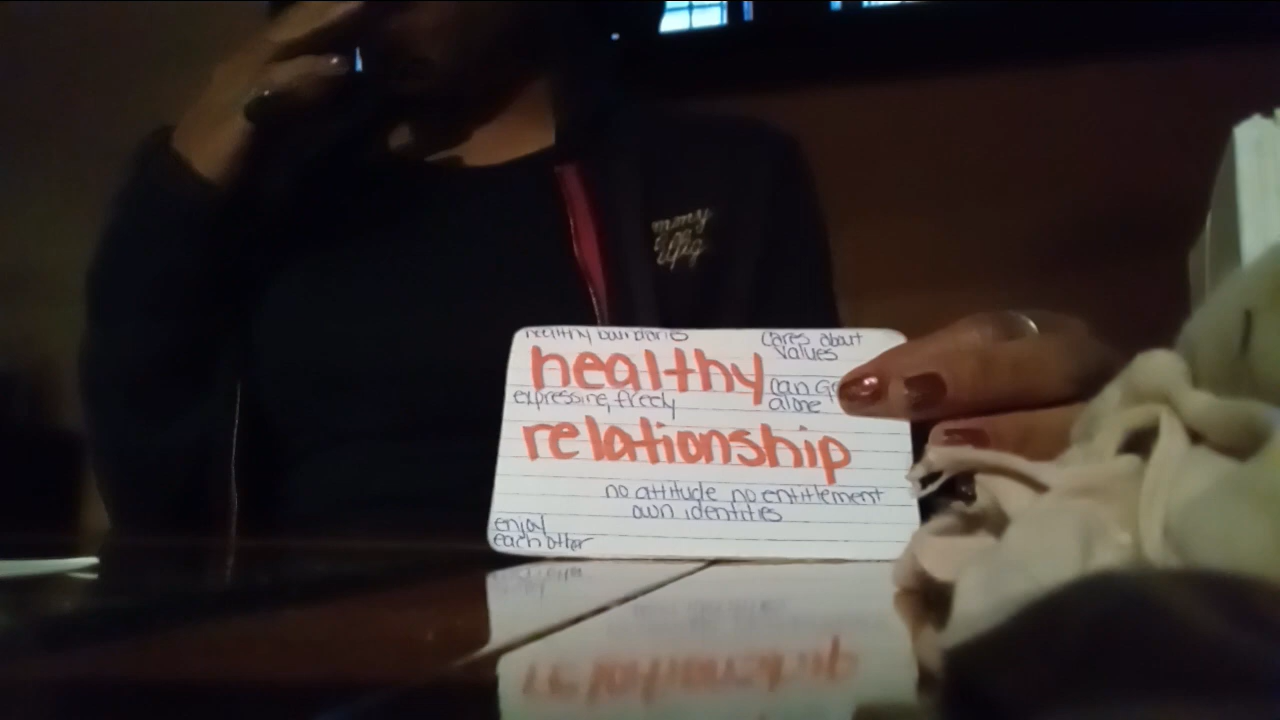 healthy boundaries
cares about
values
healthy
can go
alone
expressive, freely
relationship
no attitude no entitlement
own identities
enjoy
each other